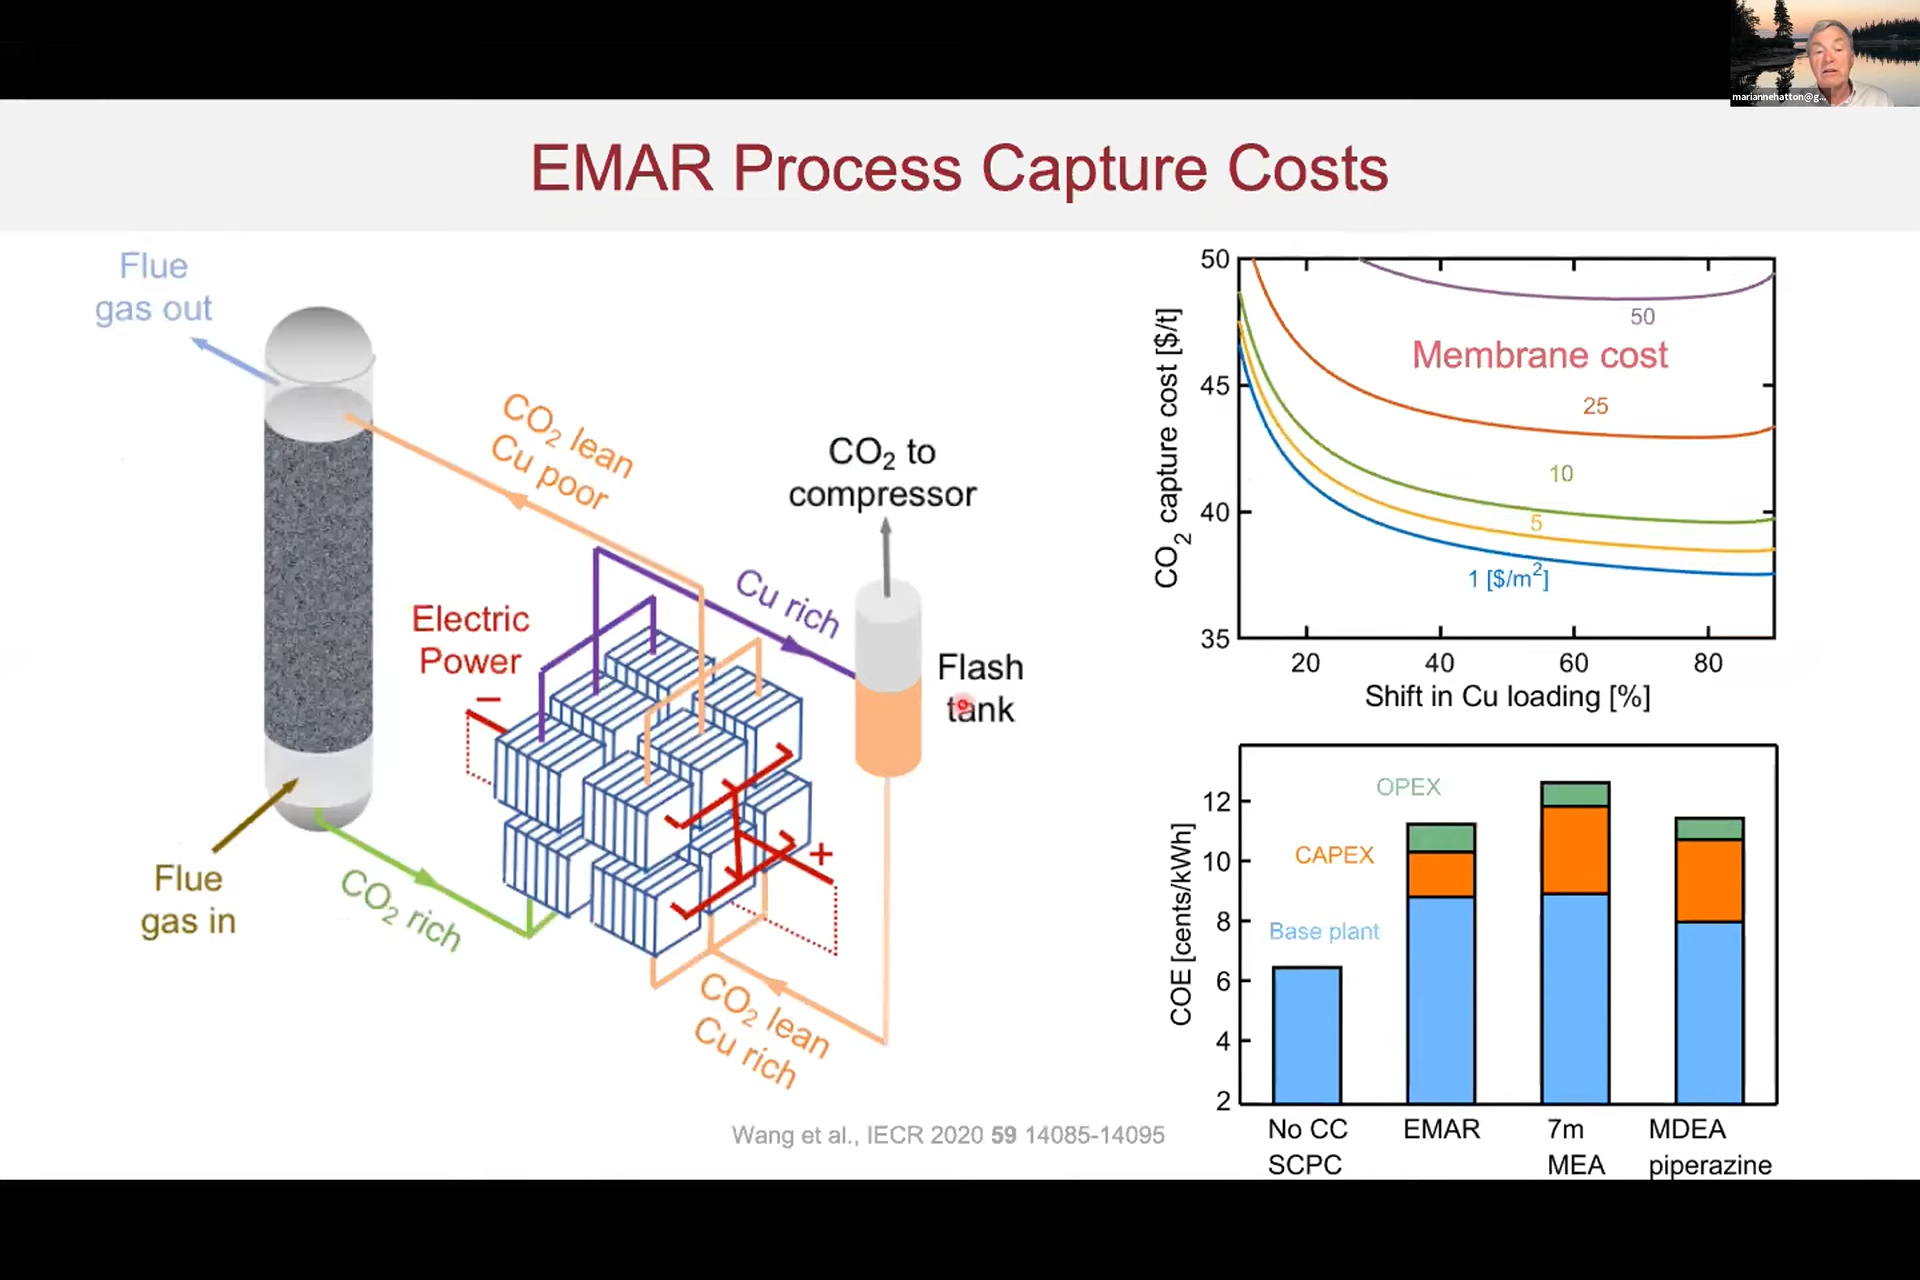 mariannehatton@g...
EMAR Process Capture Costs
Flue
gas out
CO₂ lean
Cu poor
CO₂ to
compressor
Electric
Power
−
Cu rich
Flash
tank
+
Flue
gas in
CO₂ rich
CO₂ lean
Cu rich
Wang et al., IECR 2020 59 14085-14095
CO₂ capture cost [$/t]
50
45
40
35
50
Membrane cost
25
10
5
1 [$/m²]
20 40 60 80
Shift in Cu loading [%]
COE [cents/kWh]
12
10
8
6
4
2
OPEX
CAPEX
Base plant
No CC
SCPC
EMAR
7m
MEA
MDEA
piperazine